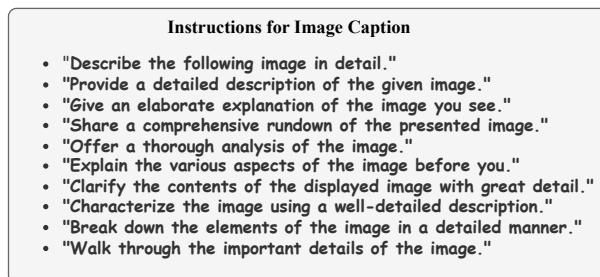 Instructions for Image Caption
• "Describe the following image in detail."
• "Provide a detailed description of the given image."
• "Give an elaborate explanation of the image you see."
• "Share a comprehensive rundown of the presented image."
• "Offer a thorough analysis of the image."
• "Explain the various aspects of the image before you."
• "Clarify the contents of the displayed image with great detail."
• "Characterize the image using a well-detailed description."
• "Break down the elements of the image in a detailed manner."
• "Walk through the important details of the image."